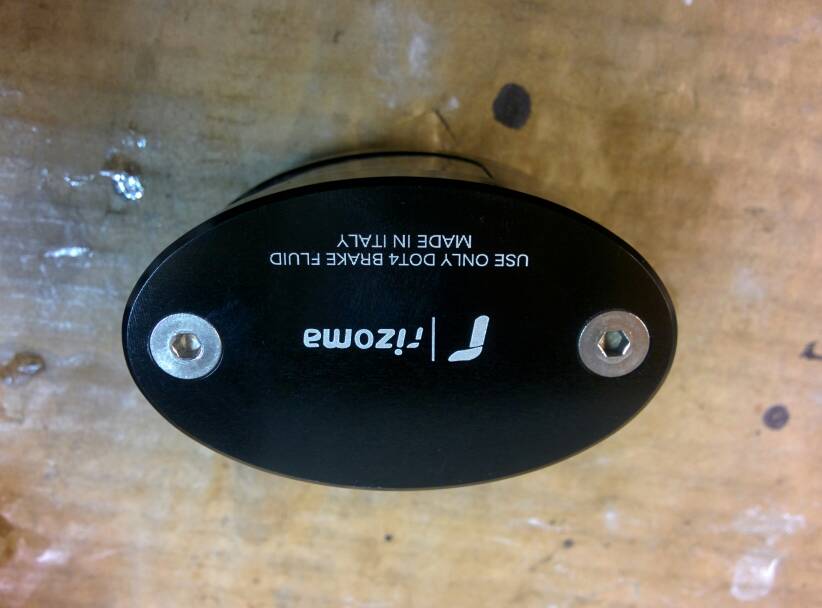 rizoma
USE ONLY DOT4 BRAKE FLUID
MADE IN ITALY